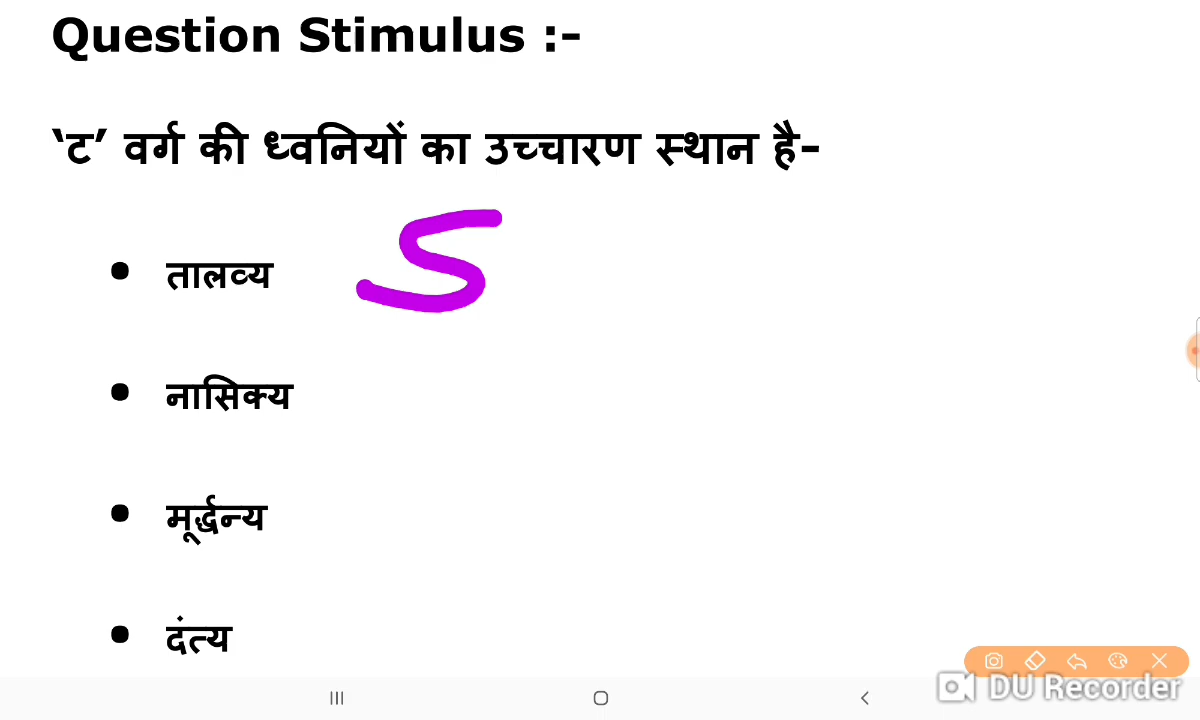 Question Stimulus :-
‘ट’ वर्ग की ध्वनियों का उच्चारण स्थान है-
• तालव्य S
• नासिक्य
• मूर्द्धन्य
• दंत्य
DU Recorder